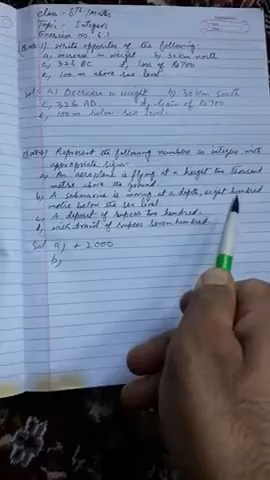 Class :- 6th / Maths
Topic :- Integers
Exercise no 6.1
1) Write opposites of the following :
a, increase in weight b) 30 km north
c, 326 BC d, loss of Rs 700
e, 100 m above sea level
Sol: a) Decrease in weight b) 30 km south
c, 326 AD d, Gain of Rs 700
e, 100 m below sea level.
Represent the following numbers as integers with
appropriate signs.
a) An aeroplane is flying at a height two thousand
metre above the ground
b) A submarine is moving at a depth, eight hundred
metre below the sea level
c, A deposit of rupees two hundred.
d, withdrawl of rupees seven hundred
Sol a) + 2000
b)